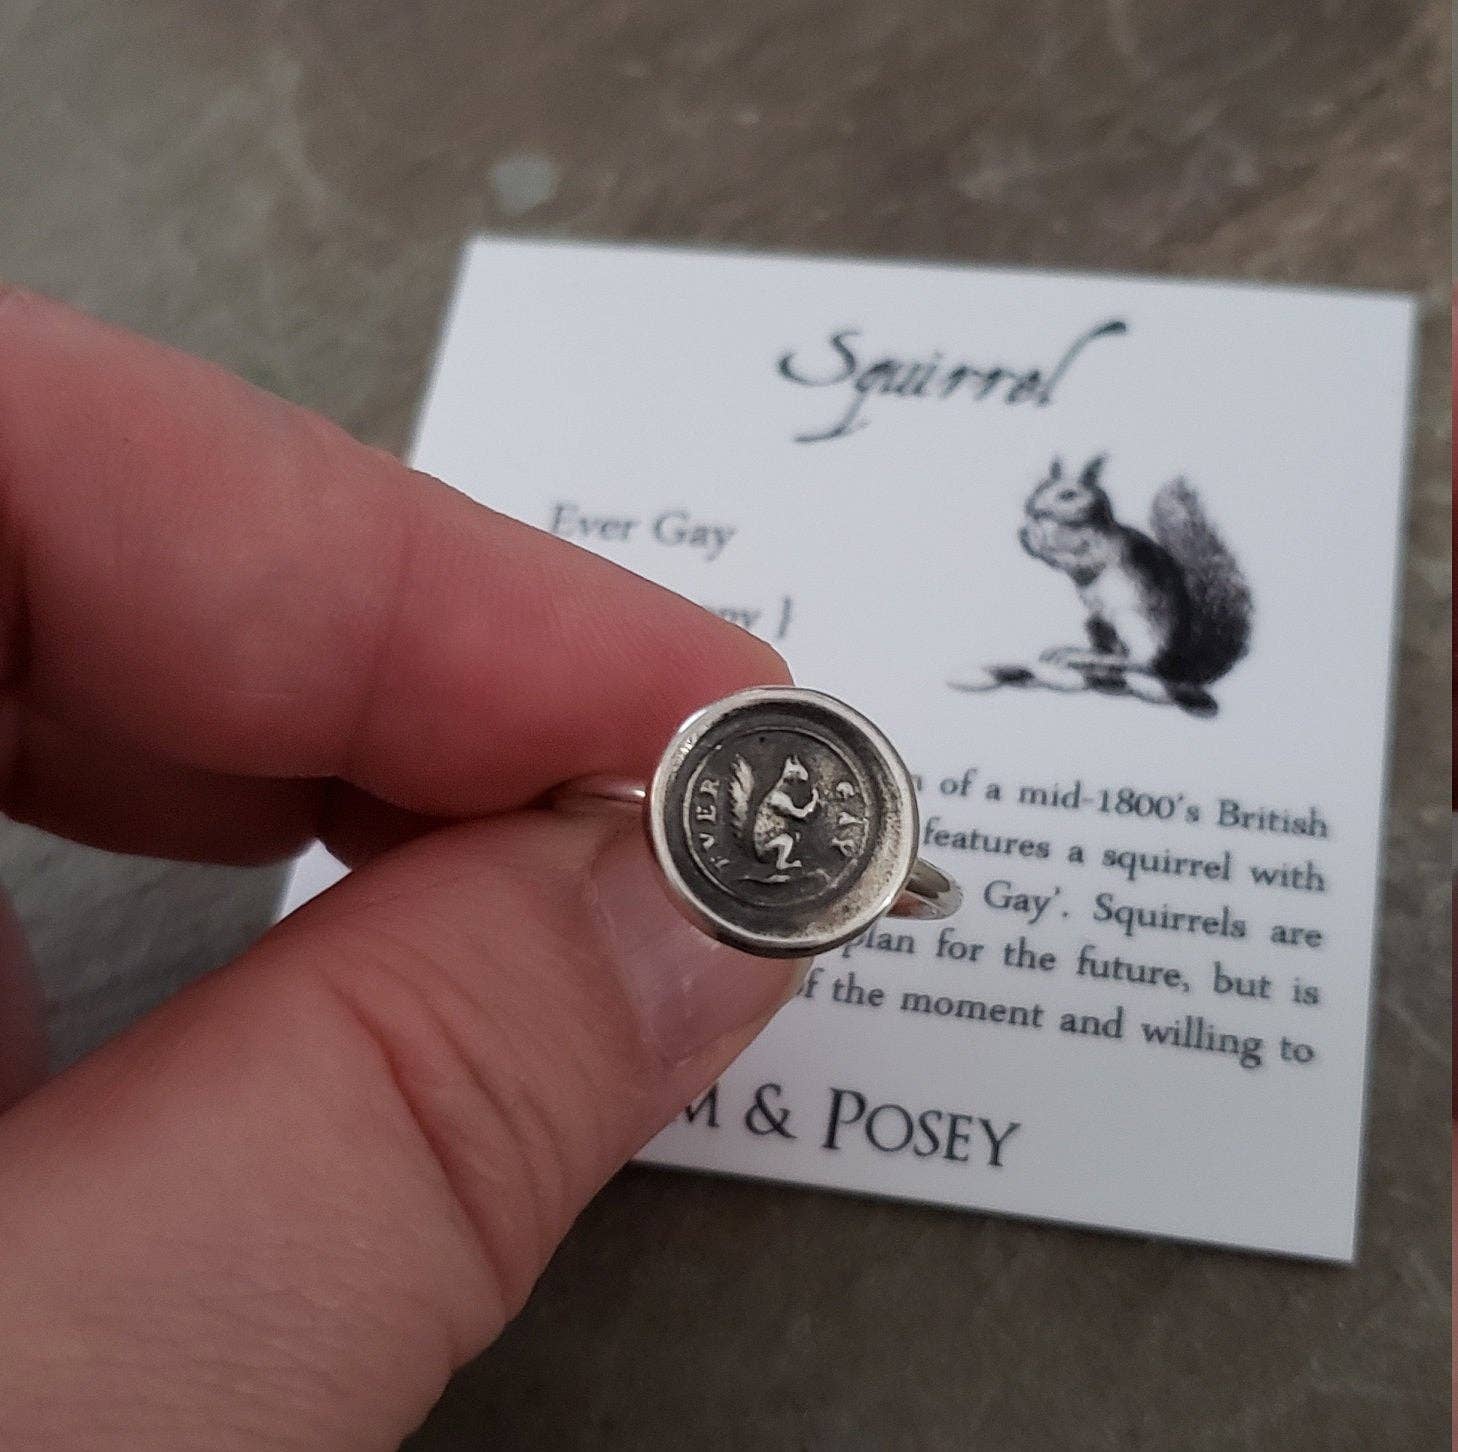 Squirrel
Ever Gay
EVER GAY
of a mid-1800's British
features a squirrel with
Gay'. Squirrels are
plan for the future, but is
of the moment and willing to
& POSEY